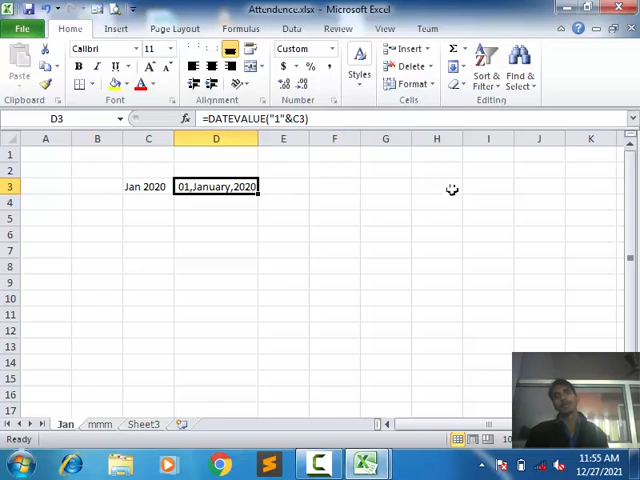 Attendence.xlsx - Microsoft Excel
File Home Insert Page Layout Formulas Data Review View Team
Paste
Clipboard
Calibri 11
B I U
Font
Alignment
Custom
$ % ,
Number
Styles
Insert
Delete
Format
Cells
Sort & Filter
Find & Select
Editing
D3 fx =DATEVALUE("1"&C3)
A B C D E F G H I J K
1
2
3 Jan 2020 01,January,2020
4
5
6
7
8
9
10
11
12
13
14
15
16
17
Jan mmm Sheet3
Ready
11:55 AM
12/27/2021